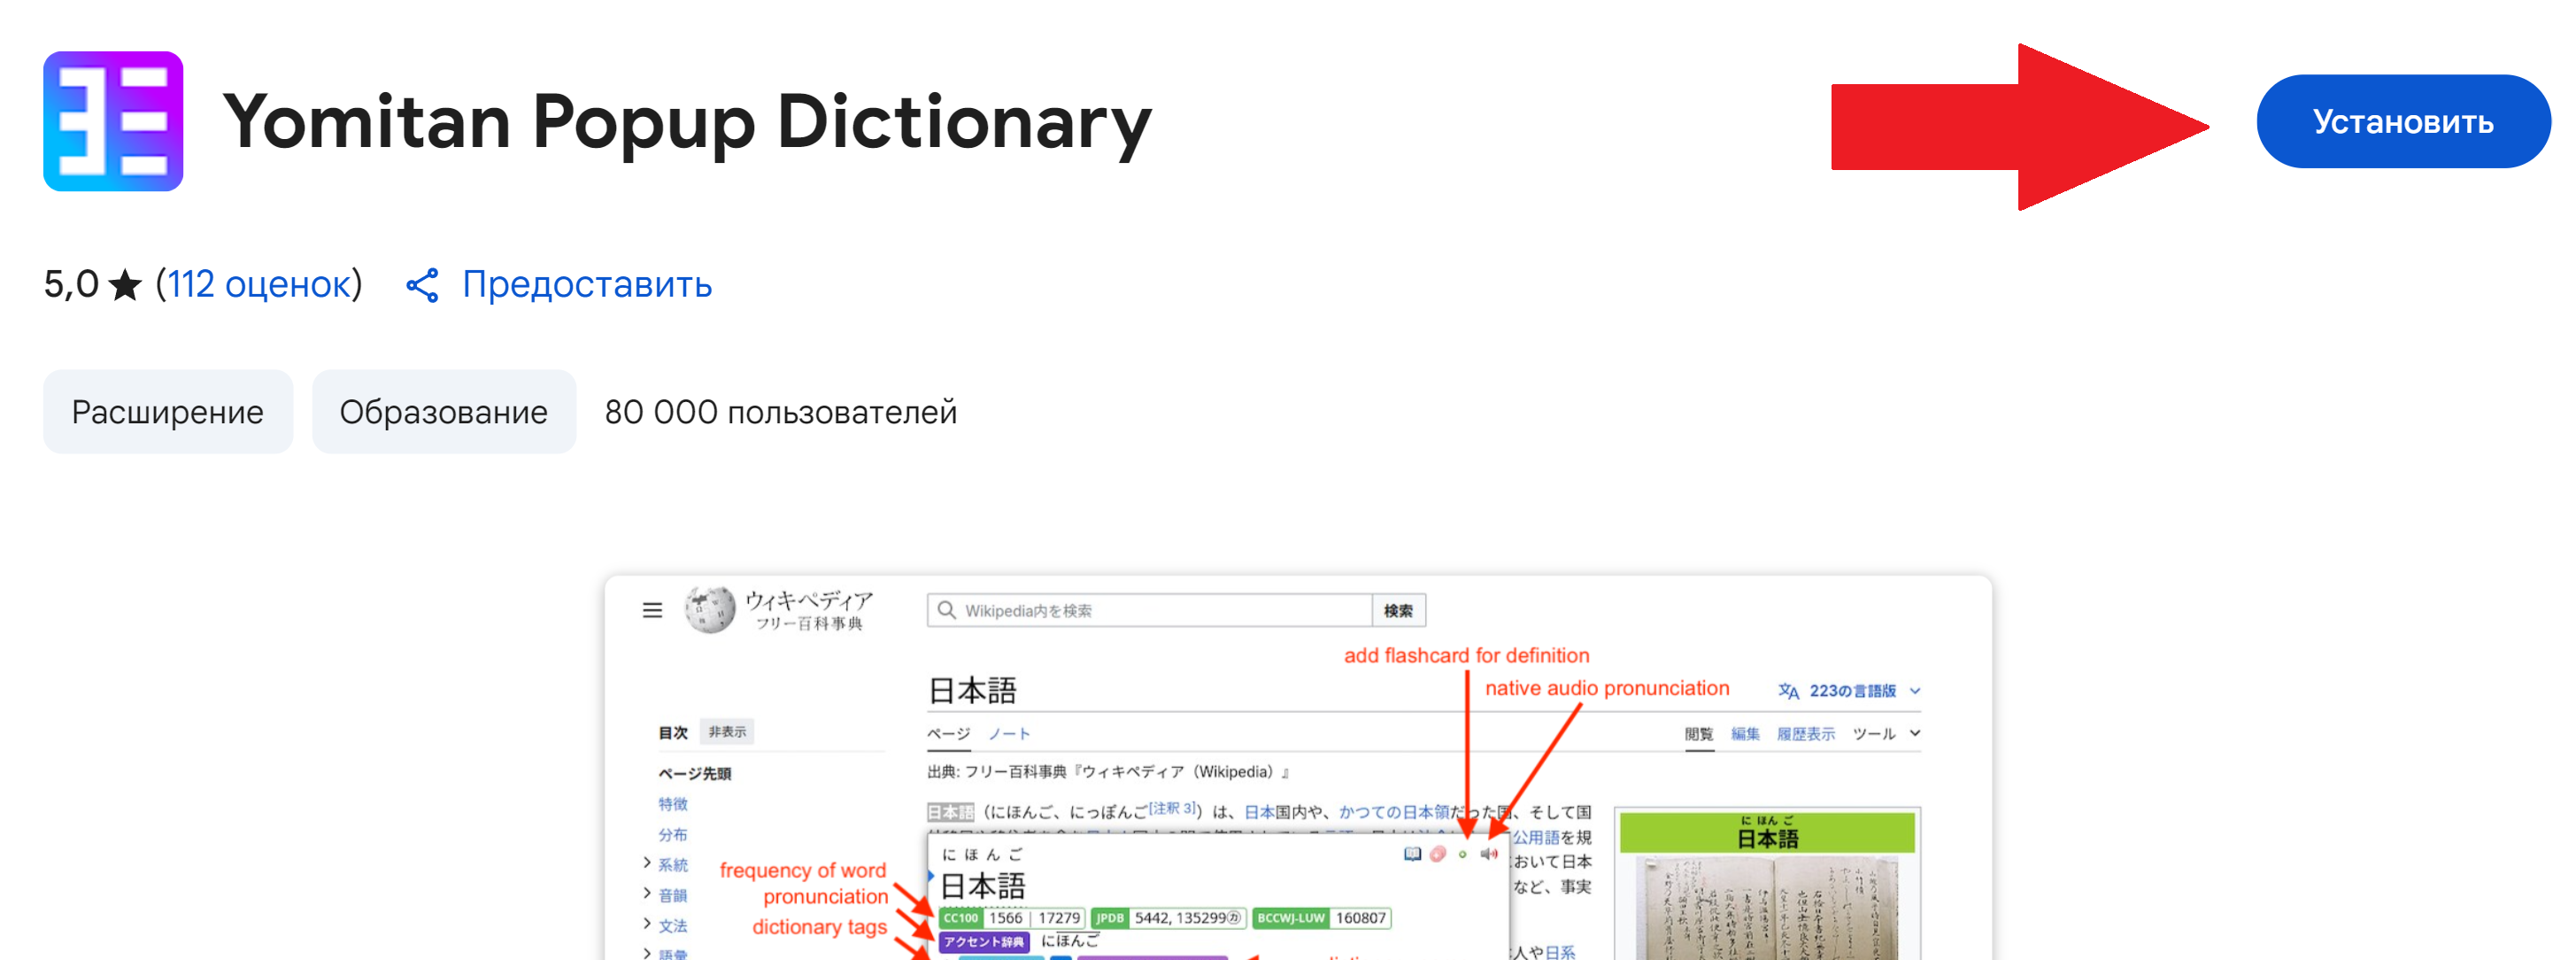 Yomitan Popup Dictionary
Установить
5,0 ★ (112 оценок) Предоставить
Расширение Образование 80 000 пользователей
ウィキペディア
フリー百科事典
Wikipedia内を検索 検索
add flashcard for definition
native audio pronunciation
日本語
223の言語版
目次 非表示
ページ ノート
閲覧 編集 履歴表示 ツール
ページ先頭
出典: フリー百科事典『ウィキペディア（Wikipedia）』
特徴
日本語（にほんご、にっぽんご[注釈 3]）は、日本国内や、かつての日本領だった国、そして国
にほんご
日本語
分布
公用語を規
にほんご
系統
おいて日本
frequency of word
pronunciation
日本語
など、事実
音韻
CC100 1566 | 17279 JPDB 5442, 135299㋕ BCCWJ-LUW 160807
dictionary tags
文法
アクセント辞典 にほんご
語彙
人や日系